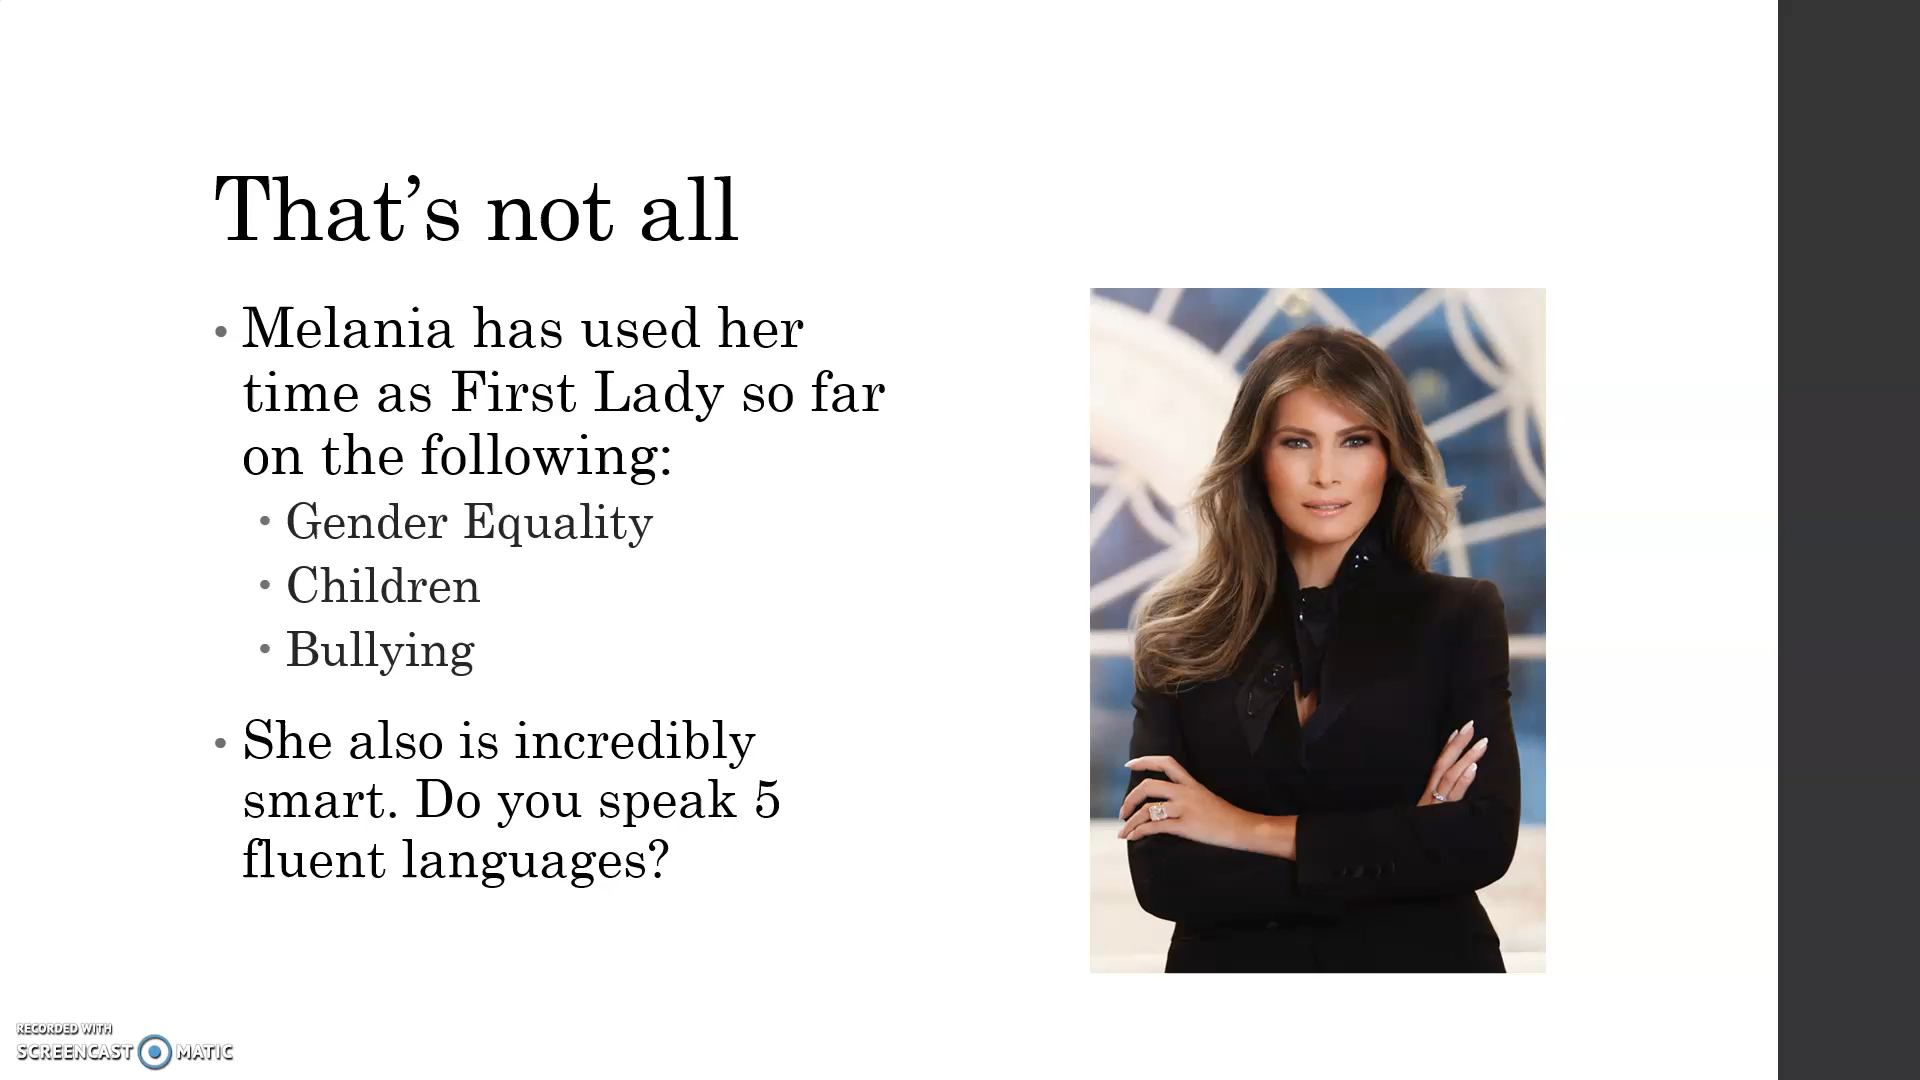 That’s not all
• Melania has used her
time as First Lady so far
on the following:
• Gender Equality
• Children
• Bullying
• She also is incredibly
smart. Do you speak 5
fluent languages?
RECORDED WITH
SCREENCAST MATIC